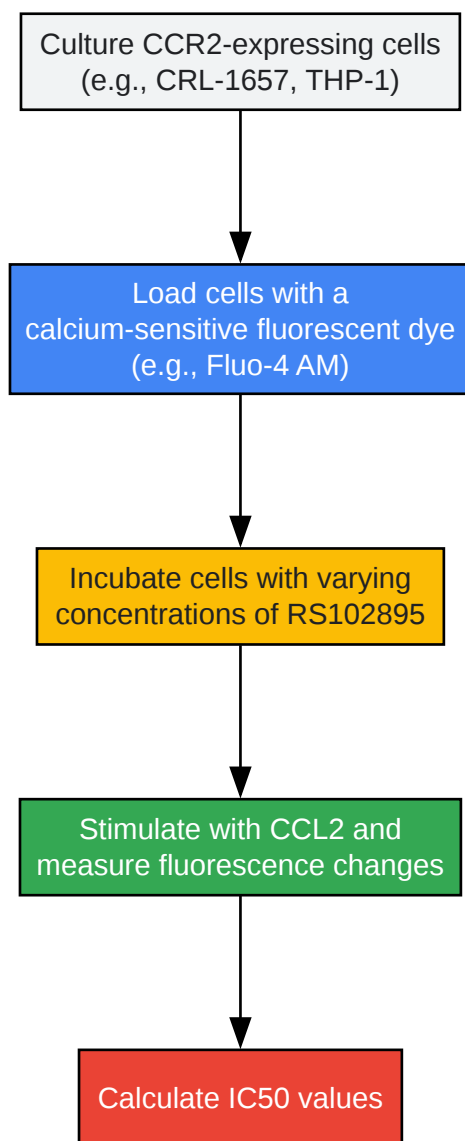 Culture CCR2-expressing cells
(e.g., CRL-1657, THP-1)
Load cells with a
calcium-sensitive fluorescent dye
(e.g., Fluo-4 AM)
Incubate cells with varying
concentrations of RS102895
Stimulate with CCL2 and
measure fluorescence changes
Calculate IC50 values